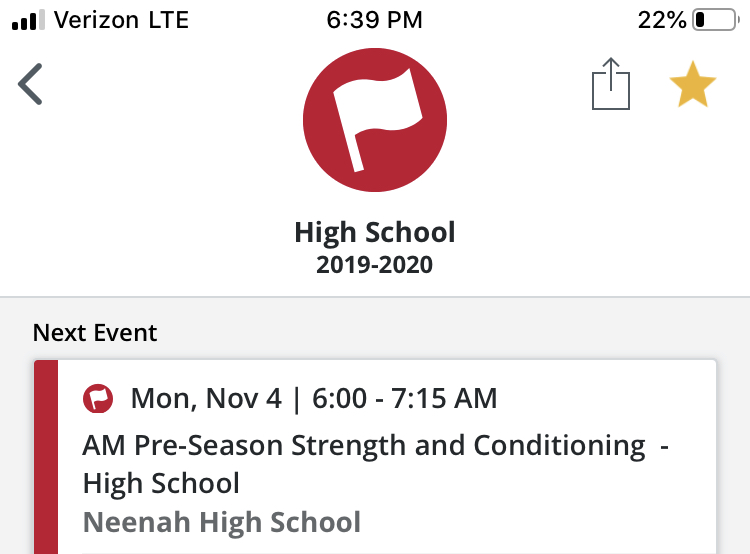 Verizon LTE 6:39 PM 22%
High School
2019-2020
Next Event
Mon, Nov 4 | 6:00 - 7:15 AM
AM Pre-Season Strength and Conditioning -
High School
Neenah High School